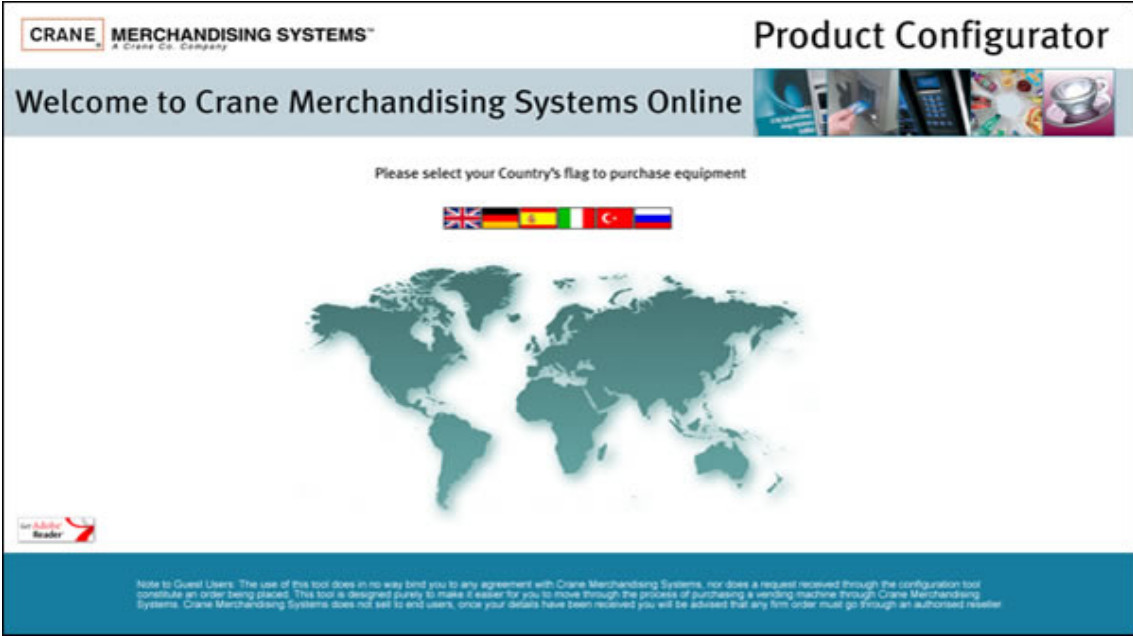 CRANE MERCHANDISING SYSTEMS™
A Crane Co. Company
Product Configurator
Welcome to Crane Merchandising Systems Online
Please select your Country's flag to purchase equipment
Get Adobe
Reader
Note to Guest Users: The use of this tool does in no way bind you to any agreement with Crane Merchandising Systems, nor does a request received through the configuration tool
constitute an order being placed. This tool is designed purely to make it easier for you to move through the process of purchasing a vending machine through Crane Merchandising
Systems. Crane Merchandising Systems does not sell to end users, once your details have been received you will be advised that any firm order must go through an authorised reseller.